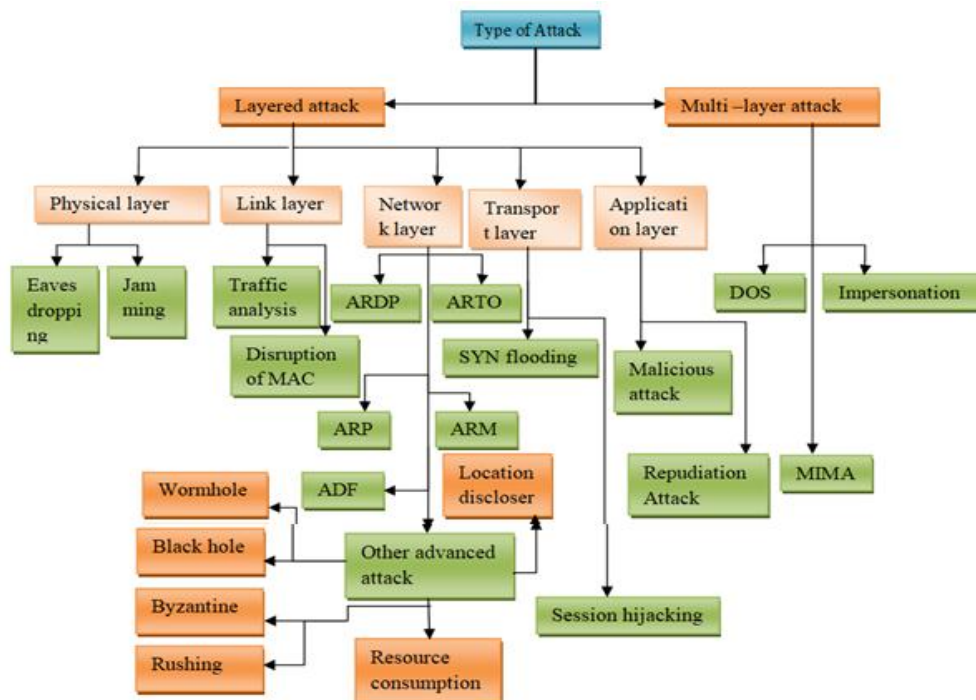 Type of Attack
Layered attack
Multi –layer attack
Physical layer
Link layer
Networ
k layer
Transpor
t layer
Applicati
on layer
Eaves
droppi
ng
Jam
ming
Traffic
analysis
ARDP
ARTO
DOS
Impersonation
Disruption
of MAC
SYN flooding
Malicious
attack
ARP
ARM
Repudiation
Attack
MIMA
Wormhole
ADF
Location
discloser
Black hole
Other advanced
attack
Byzantine
Session hijacking
Rushing
Resource
consumption